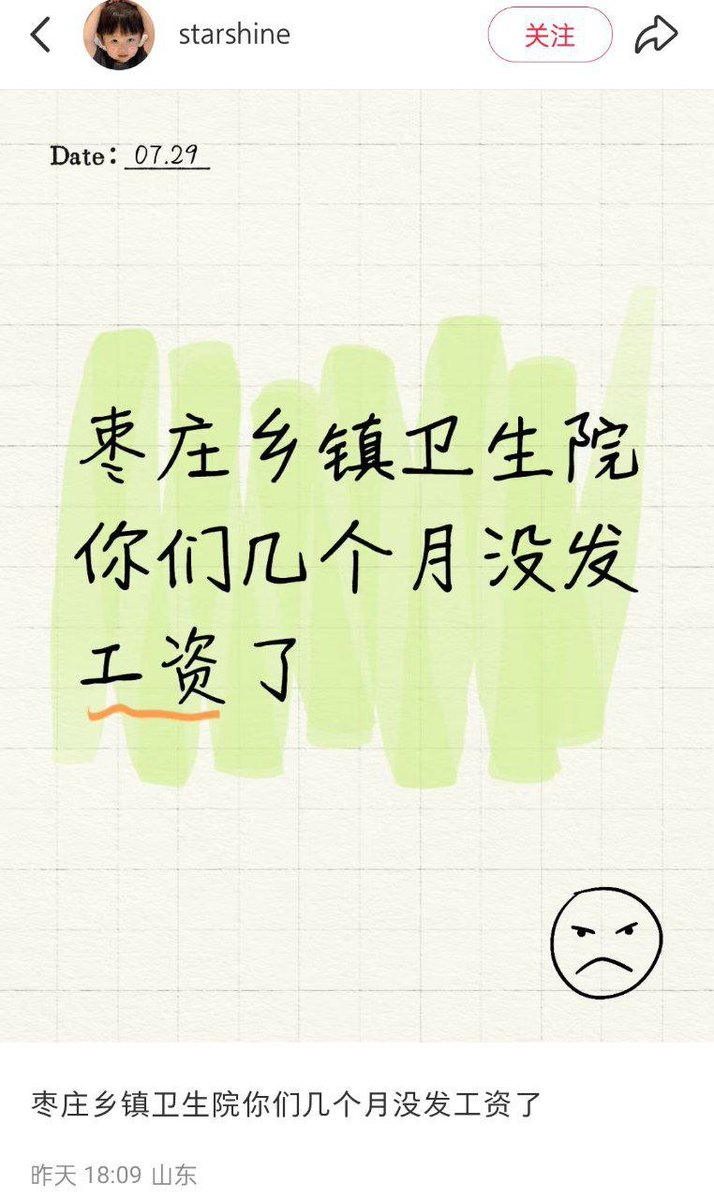 starshine
关注
Date: 07.29
枣庄乡镇卫生院
你们几个月没发
工资了
枣庄乡镇卫生院你们几个月没发工资了
昨天 18:09 山东